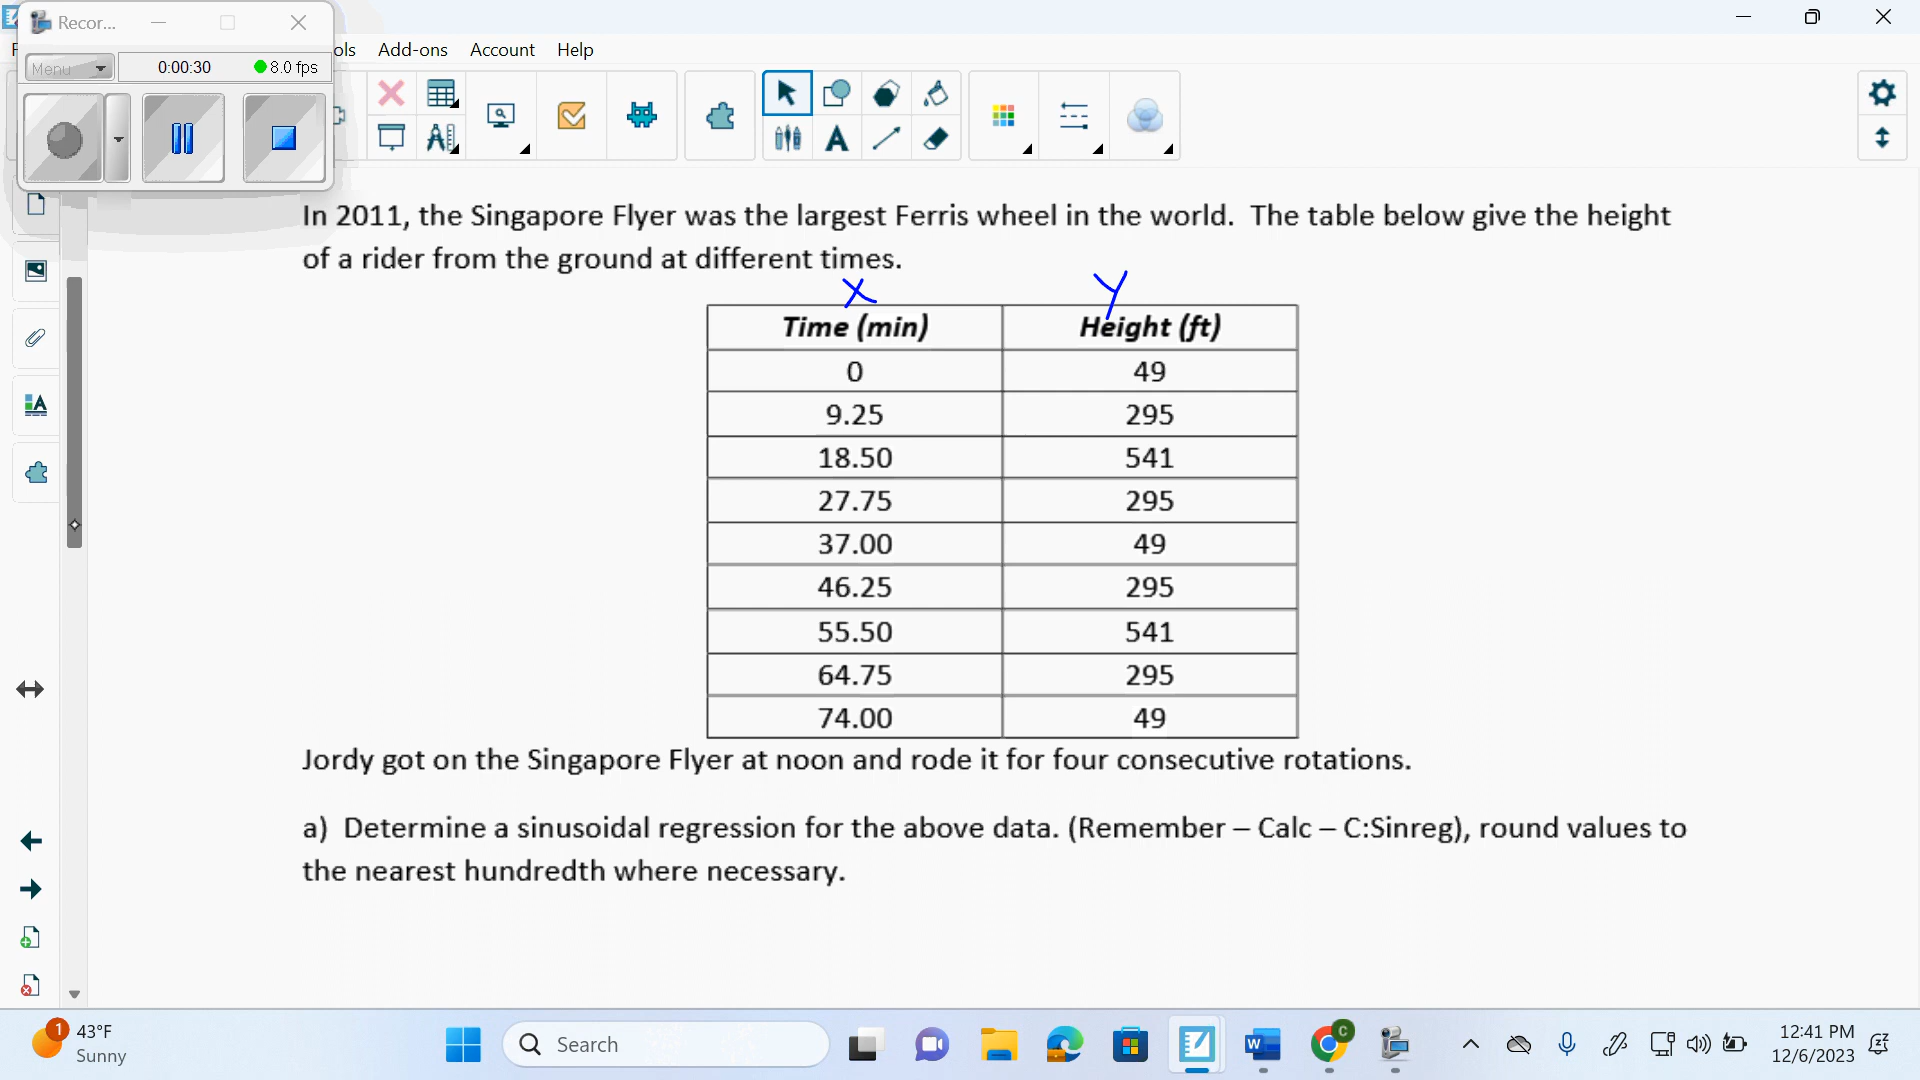 Recor...
Menu 0:00:30 8.0 fps
ols Add-ons Account Help
In 2011, the Singapore Flyer was the largest Ferris wheel in the world. The table below give the height
of a rider from the ground at different times.
x y
Time (min) Height (ft)
0 49
9.25 295
18.50 541
27.75 295
37.00 49
46.25 295
55.50 541
64.75 295
74.00 49
Jordy got on the Singapore Flyer at noon and rode it for four consecutive rotations.
a) Determine a sinusoidal regression for the above data. (Remember – Calc – C:Sinreg), round values to
the nearest hundredth where necessary.
1 43°F
Sunny
Search
12:41 PM
12/6/2023